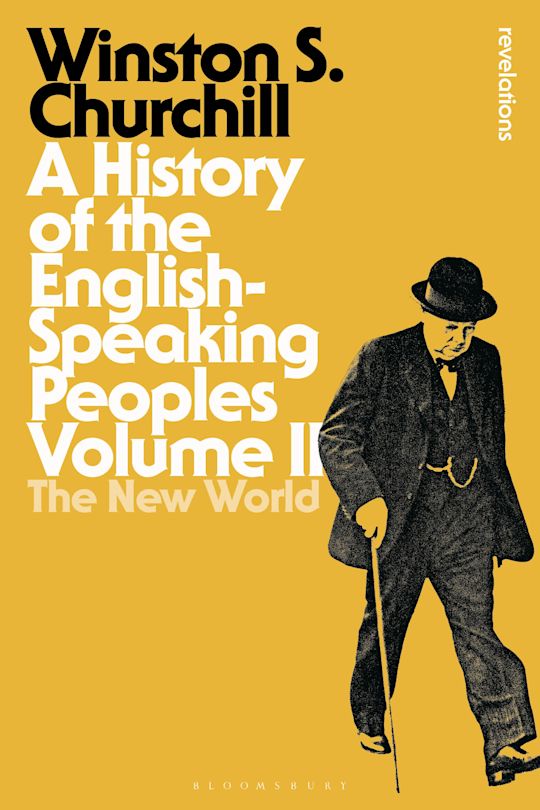 Winston S.
Churchill
A History
of the
English-
Speaking
Peoples
Volume II
The New World
revelations
BLOOMSBURY